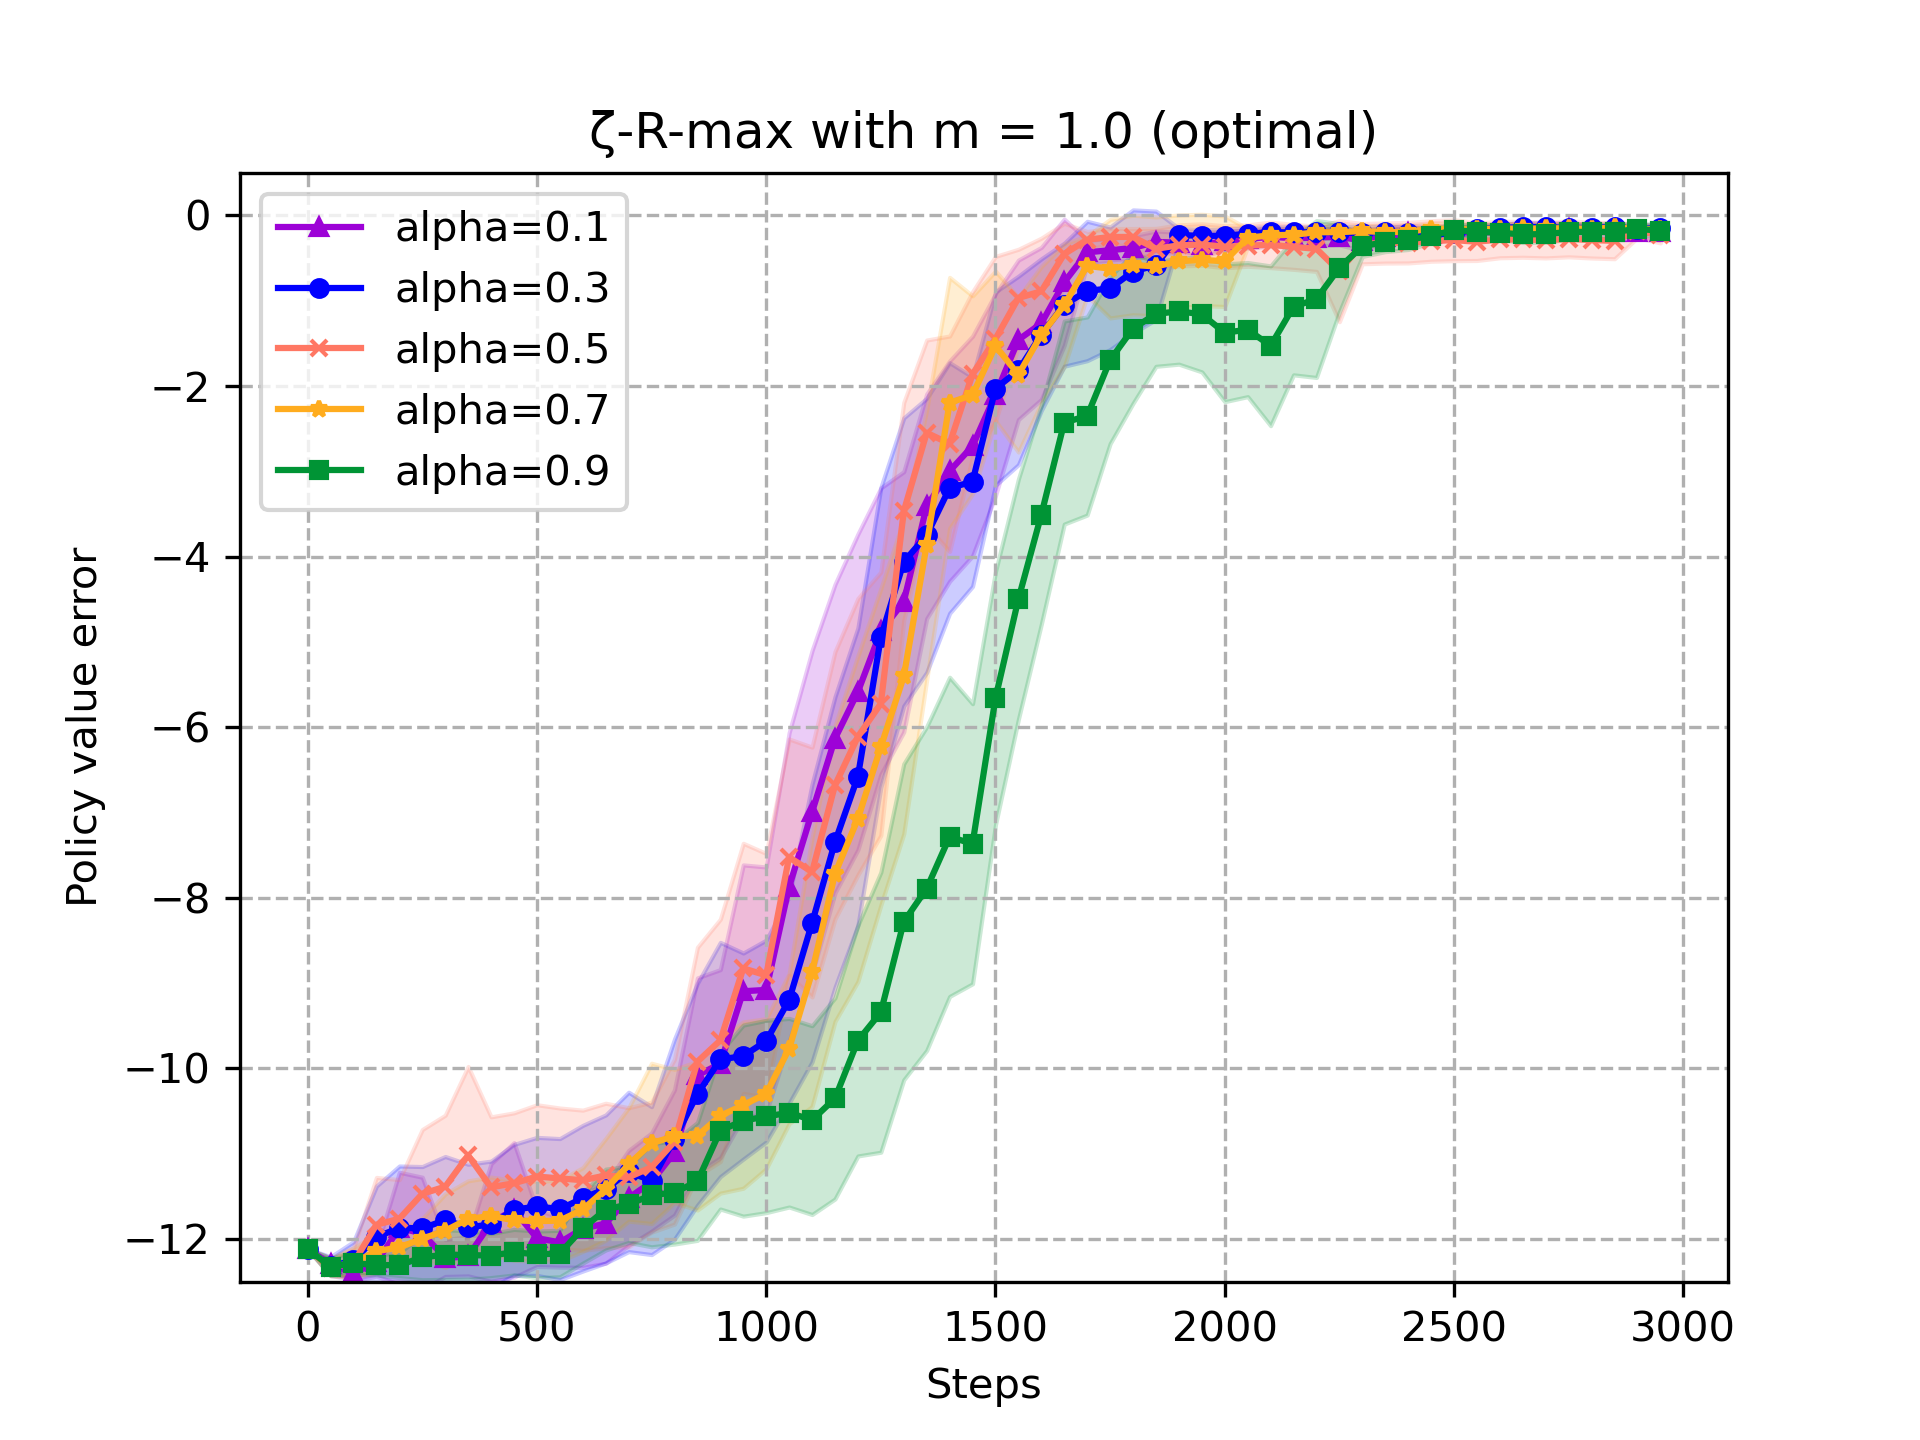 ζ-R-max with m = 1.0 (optimal)
alpha=0.1
alpha=0.3
alpha=0.5
alpha=0.7
alpha=0.9
Policy value error
0
−2
−4
−6
−8
−10
−12
0 500 1000 1500 2000 2500 3000
Steps